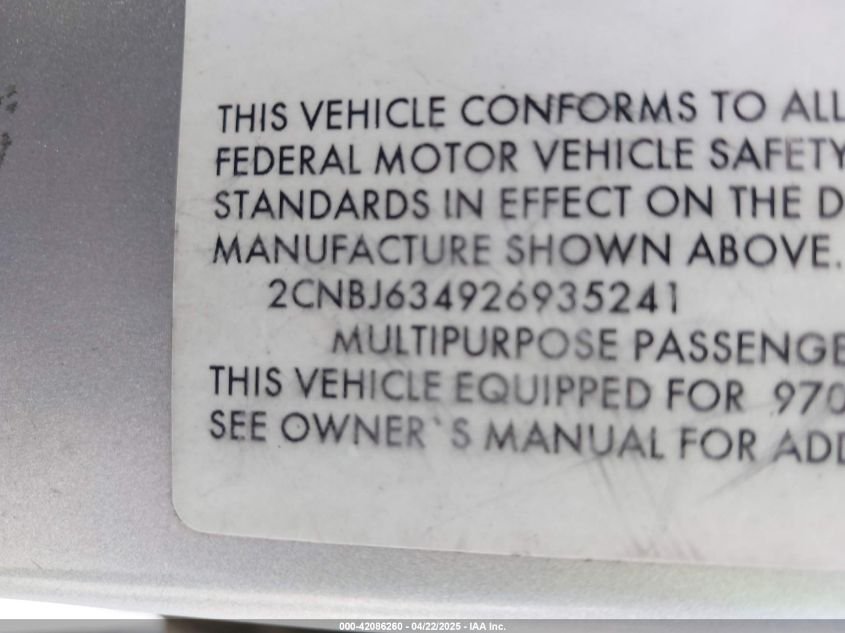 THIS VEHICLE CONFORMS TO ALL
FEDERAL MOTOR VEHICLE SAFETY
STANDARDS IN EFFECT ON THE D
MANUFACTURE SHOWN ABOVE.
2CNBJ634926935241
MULTIPURPOSE PASSENGE
THIS VEHICLE EQUIPPED FOR 970
SEE OWNER`S MANUAL FOR ADD
000-42086260 - 04/22/2025 - IAA Inc.